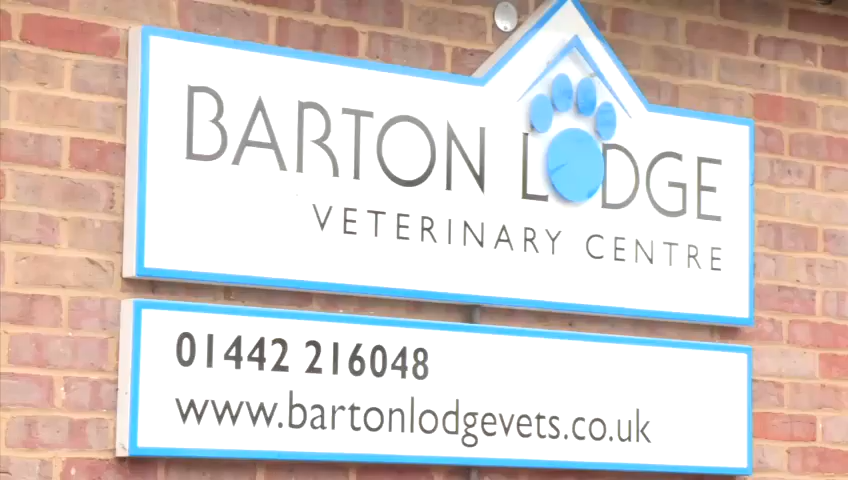 BARTON LODGE
VETERINARY CENTRE
01442 216048
www.bartonlodgevets.co.uk